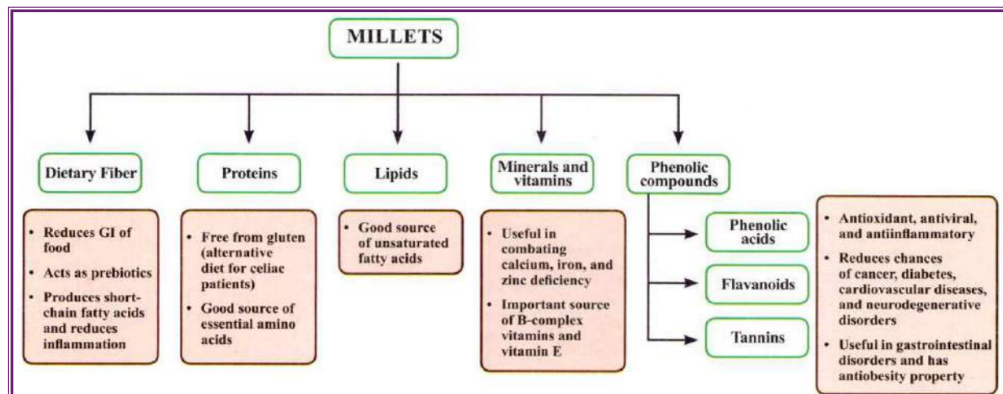 MILLETS
Dietary Fiber
Proteins
Lipids
Minerals and
vitamins
Phenolic
compounds
• Reduces GI of
food
• Acts as prebiotics
• Produces short-
chain fatty acids
and reduces
inflammation
• Free from gluten
(alternative
diet for celiac
patients)
• Good source of
essential amino
acids
• Good source
of unsaturated
fatty acids
• Useful in
combating
calcium, iron, and
zinc deficiency
• Important source
of B-complex
vitamins and
vitamin E
Phenolic
acids
Flavanoids
Tannins
• Antioxidant, antiviral,
and antiinflammatory
• Reduces chances
of cancer, diabetes,
cardiovascular diseases,
and neurodegenerative
disorders
• Useful in gastrointestinal
disorders and has
antiobesity property